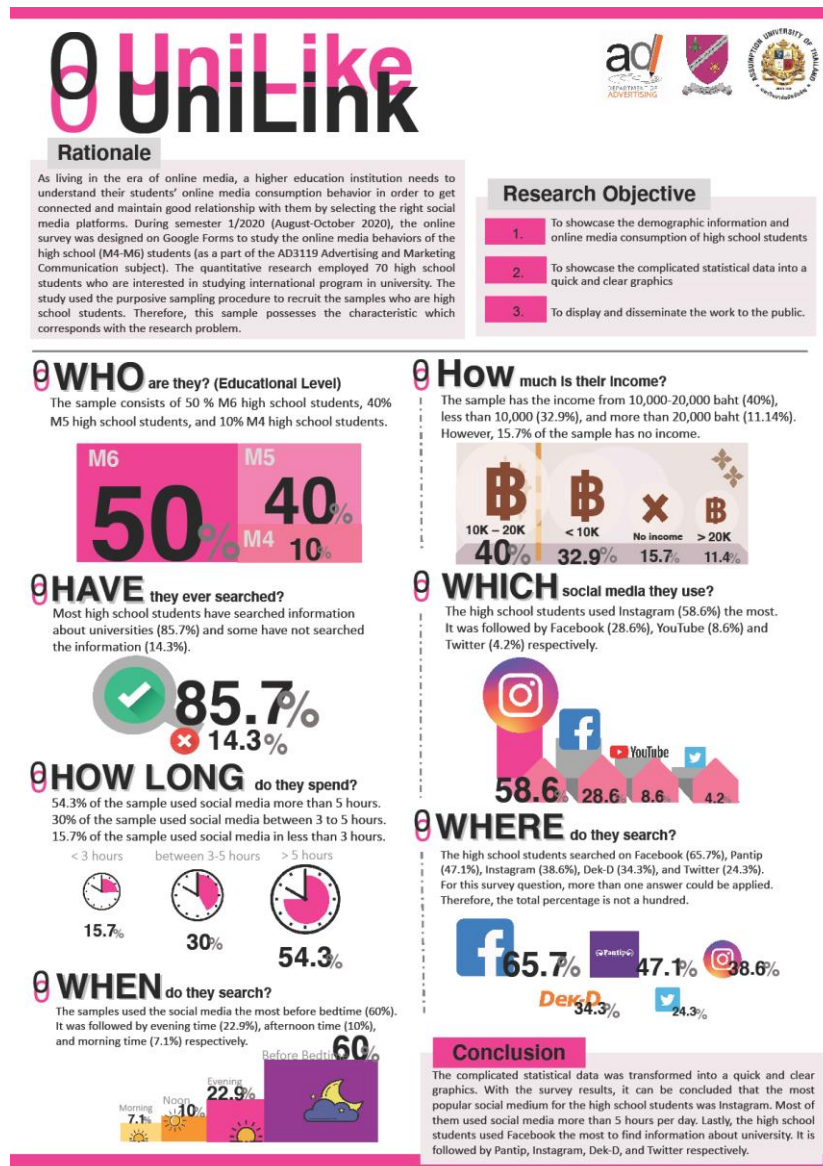 UniLike
UniLink
ad
DEPARTMENT OF
ADVERTISING
ASSUMPTION UNIVERSITY OF THAILAND
Rationale
As living in the era of online media, a higher education institution needs to
understand their students' online media consumption behavior in order to get
connected and maintain good relationship with them by selecting the right social
media platforms. During semester 1/2020 (August-October 2020), the online
survey was designed on Google Forms to study the online media behaviors of the
high school (M4-M6) students (as a part of the AD3119 Advertising and Marketing
Communication subject). The quantitative research employed 70 high school
students who are interested in studying international program in university. The
study used the purposive sampling procedure to recruit the samples who are high
school students. Therefore, this sample possesses the characteristic which
corresponds with the research problem.
Research Objective
1. To showcase the demographic information and
online media consumption of high school students
2. To showcase the complicated statistical data into a
quick and clear graphics
3. To display and disseminate the work to the public.
WHO are they? (Educational Level)
The sample consists of 50 % M6 high school students, 40%
M5 high school students, and 10% M4 high school students.
M6
50%
M5
40%
M4 10%
HAVE they ever searched?
Most high school students have searched information
about universities (85.7%) and some have not searched
the information (14.3%).
85.7%
14.3%
HOW LONG do they spend?
54.3% of the sample used social media more than 5 hours.
30% of the sample used social media between 3 to 5 hours.
15.7% of the sample used social media in less than 3 hours.
< 3 hours between 3-5 hours > 5 hours
15.7%
30%
54.3%
WHEN do they search?
The samples used the social media the most before bedtime (60%).
It was followed by evening time (22.9%), afternoon time (10%),
and morning time (7.1%) respectively.
Before Bedtime 60%
Evening
22.9%
Noon
10%
Morning
7.1%
How much is their income?
The sample has the income from 10,000-20,000 baht (40%),
less than 10,000 (32.9%), and more than 20,000 baht (11.14%).
However, 15.7% of the sample has no income.
10K – 20K < 10K No income > 20K
40% 32.9% 15.7% 11.4%
WHICH social media they use?
The high school students used Instagram (58.6%) the most.
It was followed by Facebook (28.6%), YouTube (8.6%) and
Twitter (4.2%) respectively.
YouTube
58.6% 28.6% 8.6% 4.2%
WHERE do they search?
The high school students searched on Facebook (65.7%), Pantip
(47.1%), Instagram (38.6%), Dek-D (34.3%), and Twitter (24.3%).
For this survey question, more than one answer could be applied.
Therefore, the total percentage is not a hundred.
Pantip
65.7% 47.1% 38.6%
Dek-D
34.3% 24.3%
Conclusion
The complicated statistical data was transformed into a quick and clear
graphics. With the survey results, it can be concluded that the most
popular social medium for the high school students was Instagram. Most of
them used social media more than 5 hours per day. Lastly, the high school
students used Facebook the most to find information about university. It is
followed by Pantip, Instagram, Dek-D, and Twitter respectively.